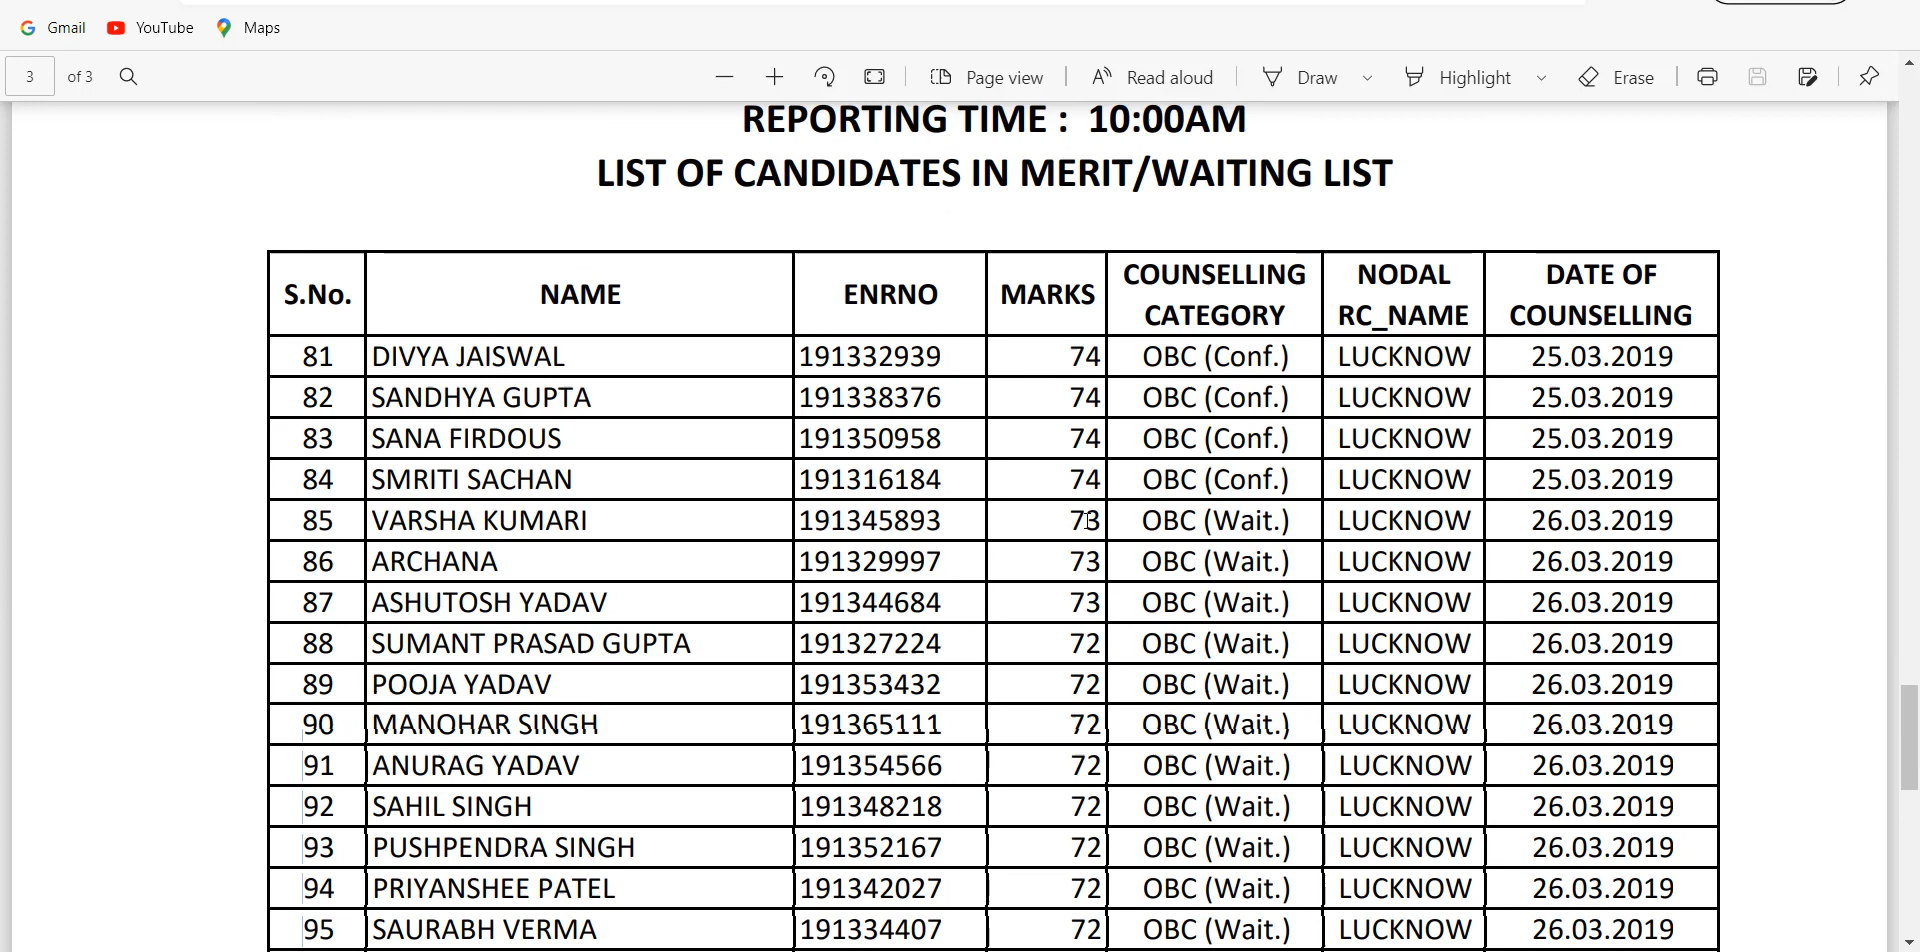 Gmail YouTube Maps
3 of 3 Page view Read aloud Draw Highlight Erase
REPORTING TIME : 10:00AM
LIST OF CANDIDATES IN MERIT/WAITING LIST
S.No. NAME ENRNO MARKS COUNSELLING CATEGORY NODAL RC_NAME DATE OF COUNSELLING
81 DIVYA JAISWAL 191332939 74 OBC (Conf.) LUCKNOW 25.03.2019
82 SANDHYA GUPTA 191338376 74 OBC (Conf.) LUCKNOW 25.03.2019
83 SANA FIRDOUS 191350958 74 OBC (Conf.) LUCKNOW 25.03.2019
84 SMRITI SACHAN 191316184 74 OBC (Conf.) LUCKNOW 25.03.2019
85 VARSHA KUMARI 191345893 73 OBC (Wait.) LUCKNOW 26.03.2019
86 ARCHANA 191329997 73 OBC (Wait.) LUCKNOW 26.03.2019
87 ASHUTOSH YADAV 191344684 73 OBC (Wait.) LUCKNOW 26.03.2019
88 SUMANT PRASAD GUPTA 191327224 72 OBC (Wait.) LUCKNOW 26.03.2019
89 POOJA YADAV 191353432 72 OBC (Wait.) LUCKNOW 26.03.2019
90 MANOHAR SINGH 191365111 72 OBC (Wait.) LUCKNOW 26.03.2019
91 ANURAG YADAV 191354566 72 OBC (Wait.) LUCKNOW 26.03.2019
92 SAHIL SINGH 191348218 72 OBC (Wait.) LUCKNOW 26.03.2019
93 PUSHPENDRA SINGH 191352167 72 OBC (Wait.) LUCKNOW 26.03.2019
94 PRIYANSHEE PATEL 191342027 72 OBC (Wait.) LUCKNOW 26.03.2019
95 SAURABH VERMA 191334407 72 OBC (Wait.) LUCKNOW 26.03.2019